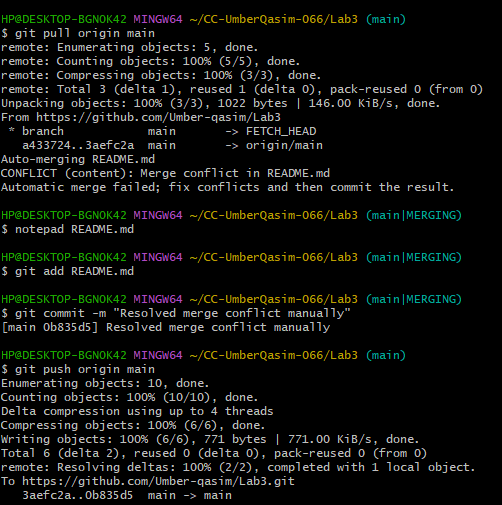 HP@DESKTOP-BGN0K42 MINGW64 ~/CC-UmberQasim-066/Lab3 (main)
$ git pull origin main
remote: Enumerating objects: 5, done.
remote: Counting objects: 100% (5/5), done.
remote: Compressing objects: 100% (3/3), done.
remote: Total 3 (delta 1), reused 1 (delta 0), pack-reused 0 (from 0)
Unpacking objects: 100% (3/3), 1022 bytes | 146.00 KiB/s, done.
From https://github.com/Umber-qasim/Lab3
 * branch            main       -> FETCH_HEAD
   a433724..3aefc2a  main       -> origin/main
Auto-merging README.md
CONFLICT (content): Merge conflict in README.md
Automatic merge failed; fix conflicts and then commit the result.
HP@DESKTOP-BGN0K42 MINGW64 ~/CC-UmberQasim-066/Lab3 (main|MERGING)
$ notepad README.md
HP@DESKTOP-BGN0K42 MINGW64 ~/CC-UmberQasim-066/Lab3 (main|MERGING)
$ git add README.md
HP@DESKTOP-BGN0K42 MINGW64 ~/CC-UmberQasim-066/Lab3 (main|MERGING)
$ git commit -m "Resolved merge conflict manually"
[main 0b835d5] Resolved merge conflict manually
HP@DESKTOP-BGN0K42 MINGW64 ~/CC-UmberQasim-066/Lab3 (main)
$ git push origin main
Enumerating objects: 10, done.
Counting objects: 100% (10/10), done.
Delta compression using up to 4 threads
Compressing objects: 100% (6/6), done.
Writing objects: 100% (6/6), 771 bytes | 771.00 KiB/s, done.
Total 6 (delta 2), reused 0 (delta 0), pack-reused 0 (from 0)
remote: Resolving deltas: 100% (2/2), completed with 1 local object.
To https://github.com/Umber-qasim/Lab3.git
   3aefc2a..0b835d5  main -> main